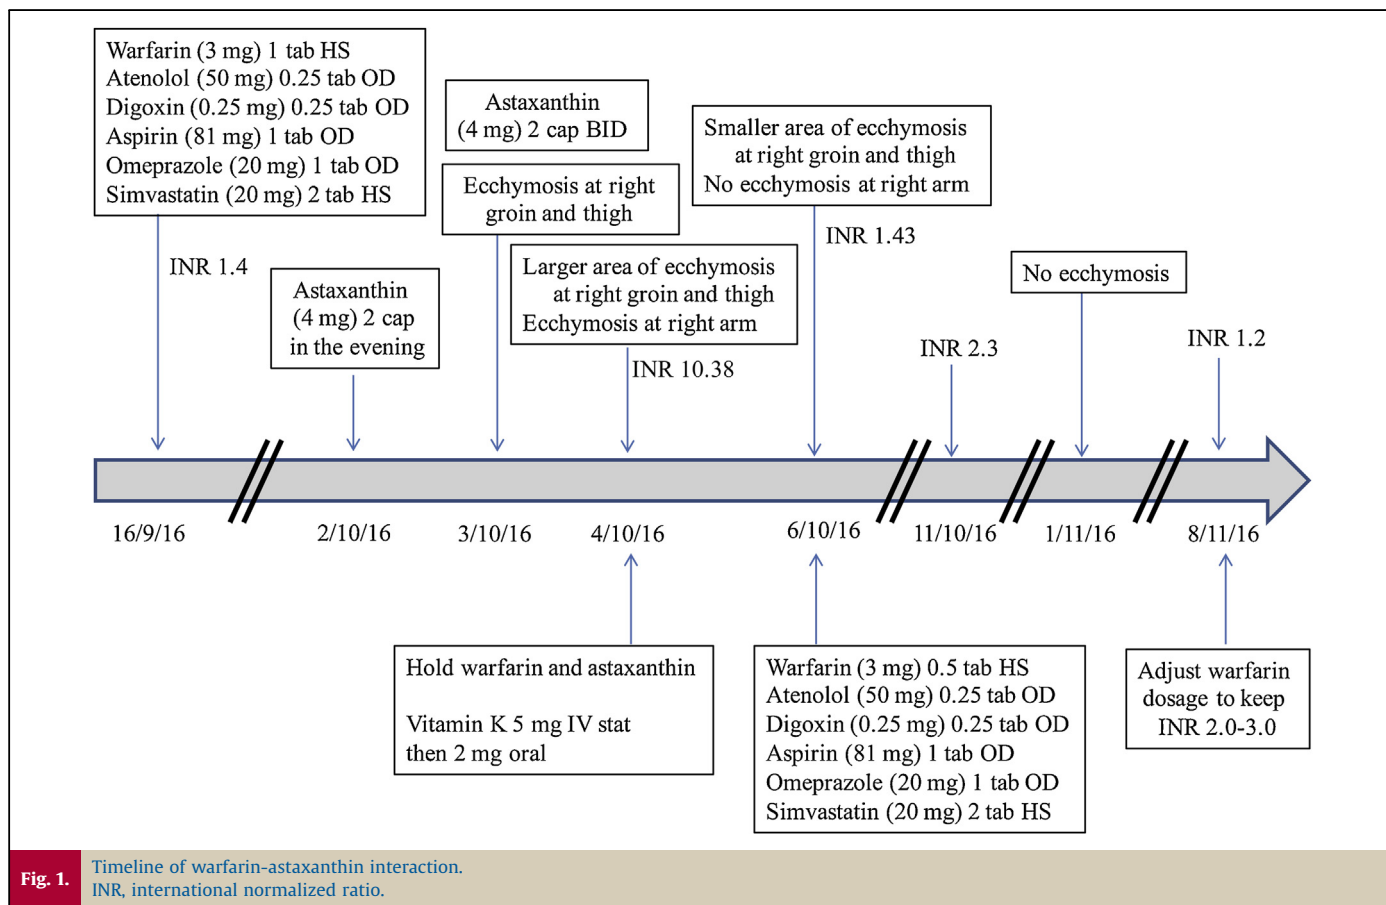 Warfarin (3 mg) 1 tab HS
Atenolol (50 mg) 0.25 tab OD
Digoxin (0.25 mg) 0.25 tab OD
Aspirin (81 mg) 1 tab OD
Omeprazole (20 mg) 1 tab OD
Simvastatin (20 mg) 2 tab HS
INR 1.4
Astaxanthin
(4 mg) 2 cap
in the evening
Astaxanthin
(4 mg) 2 cap BID
Ecchymosis at right
groin and thigh
Larger area of ecchymosis
at right groin and thigh
Ecchymosis at right arm
INR 10.38
Smaller area of ecchymosis
at right groin and thigh
No ecchymosis at right arm
INR 1.43
INR 2.3
No ecchymosis
INR 1.2
16/9/16
2/10/16
3/10/16
4/10/16
6/10/16
11/10/16
1/11/16
8/11/16
Hold warfarin and astaxanthin
Vitamin K 5 mg IV stat
then 2 mg oral
Warfarin (3 mg) 0.5 tab HS
Atenolol (50 mg) 0.25 tab OD
Digoxin (0.25 mg) 0.25 tab OD
Aspirin (81 mg) 1 tab OD
Omeprazole (20 mg) 1 tab OD
Simvastatin (20 mg) 2 tab HS
Adjust warfarin
dosage to keep
INR 2.0-3.0
Fig. 1.
Timeline of warfarin-astaxanthin interaction.
INR, international normalized ratio.